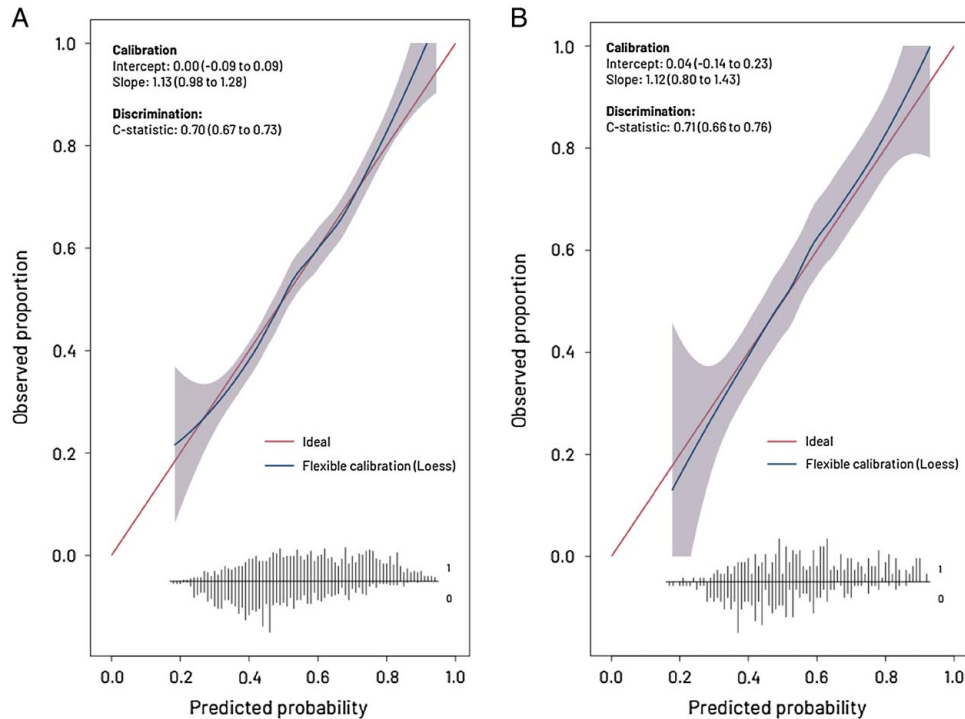 A
Calibration
Intercept: 0.00 (-0.09 to 0.09)
Slope: 1.13 (0.98 to 1.28)
Discrimination:
C-statistic: 0.70 (0.67 to 0.73)
Observed proportion
1.0
0.8
0.6
0.4
0.2
0.0
Ideal
Flexible calibration (Loess)
1
0
0.0 0.2 0.4 0.6 0.8 1.0
Predicted probability
B
Calibration
Intercept: 0.04 (-0.14 to 0.23)
Slope: 1.12 (0.80 to 1.43)
Discrimination:
C-statistic: 0.71 (0.66 to 0.76)
Observed proportion
1.0
0.8
0.6
0.4
0.2
0.0
Ideal
Flexible calibration (Loess)
1
0
0.0 0.2 0.4 0.6 0.8 1.0
Predicted probability